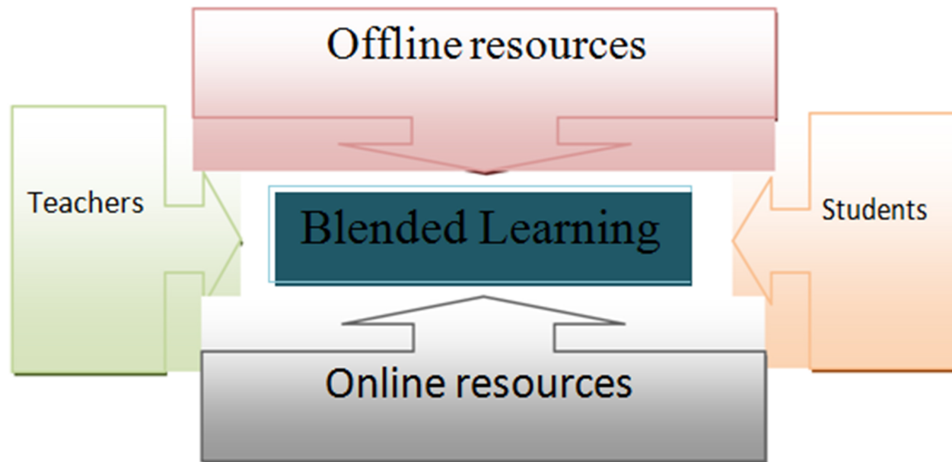 Offline resources
Teachers
Blended Learning
Students
Online resources